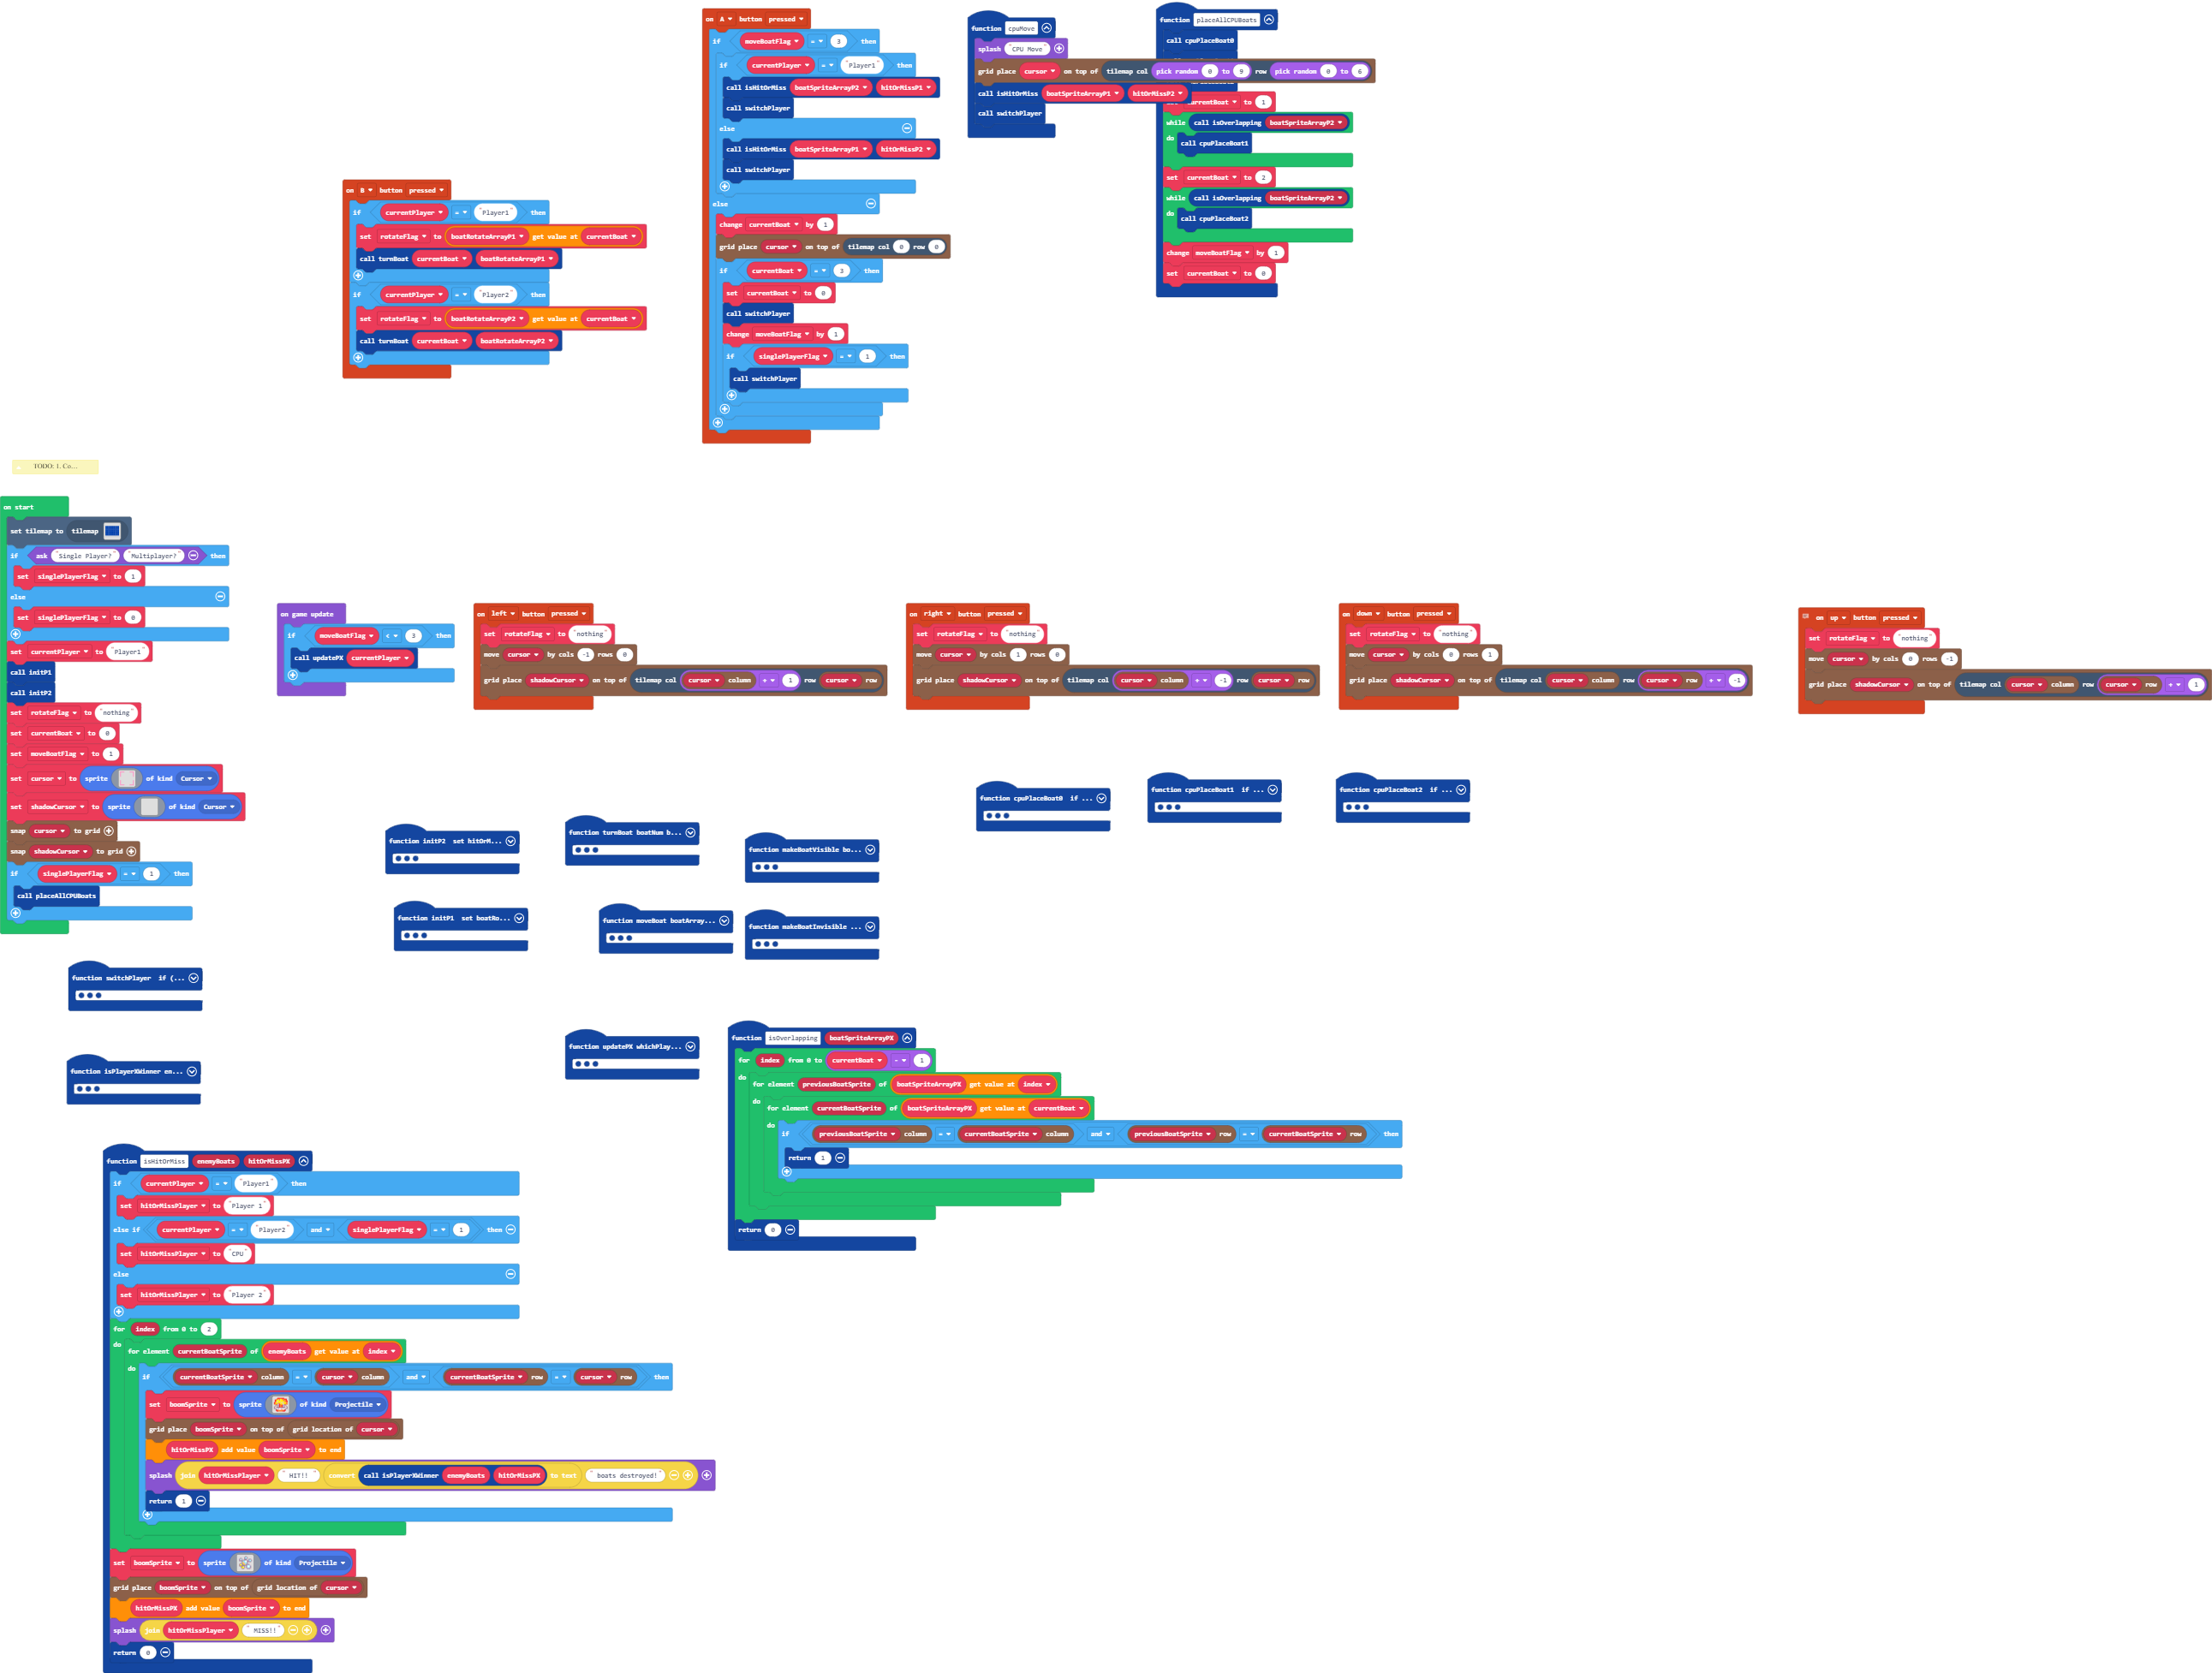 on A button pressed
if moveBoatFlag = 3 then
if currentPlayer = "Player1" then
call isHitOrMiss boatSpriteArrayP2 hitOrMissP1
call switchPlayer
else
call isHitOrMiss boatSpriteArrayP1 hitOrMissP2
call switchPlayer
else
change currentBoat by 1
grid place cursor on top of tilemap col 0 row 0
if currentBoat = 3 then
set currentBoat to 0
call switchPlayer
change moveBoatFlag by 1
if singlePlayerFlag = 1 then
call switchPlayer
function cpuMove
splash "CPU Move"
grid place cursor on top of tilemap col pick random 0 to 9 row pick random 0 to 6
call isHitOrMiss boatSpriteArrayP1 hitOrMissP2
call switchPlayer
function placeAllCPUBoats
call cpuPlaceBoat0
currentBoat to 1
while call isOverlapping boatSpriteArrayP2
do call cpuPlaceBoat1
set currentBoat to 2
while call isOverlapping boatSpriteArrayP2
do call cpuPlaceBoat2
change moveBoatFlag by 1
set currentBoat to 0
on B button pressed
if currentPlayer = "Player1" then
set rotateFlag to boatRotateArrayP1 get value at currentBoat
call turnBoat currentBoat boatRotateArrayP1
if currentPlayer = "Player2" then
set rotateFlag to boatRotateArrayP2 get value at currentBoat
call turnBoat currentBoat boatRotateArrayP2
TODO: 1. Co...
on start
set tilemap to tilemap
if ask "Single Player?" "Multiplayer?" then
set singlePlayerFlag to 1
else
set singlePlayerFlag to 0
set currentPlayer to "Player1"
call initP1
call initP2
set rotateFlag to "nothing"
set currentBoat to 0
set moveBoatFlag to 1
set cursor to sprite of kind Cursor
set shadowCursor to sprite of kind Cursor
snap cursor to grid
snap shadowCursor to grid
if singlePlayerFlag = 1 then
call placeAllCPUBoats
on game update
if moveBoatFlag < 3 then
call updatePX currentPlayer
on left button pressed
set rotateFlag to "nothing"
move cursor by cols -1 rows 0
grid place shadowCursor on top of tilemap col cursor column + 1 row cursor row
on right button pressed
set rotateFlag to "nothing"
move cursor by cols 1 rows 0
grid place shadowCursor on top of tilemap col cursor column + -1 row cursor row
on down button pressed
set rotateFlag to "nothing"
move cursor by cols 0 rows 1
grid place shadowCursor on top of tilemap col cursor column row cursor row + -1
on up button pressed
set rotateFlag to "nothing"
move cursor by cols 0 rows -1
grid place shadowCursor on top of tilemap col cursor column row cursor row + 1
function cpuPlaceBoat0 if ...
function cpuPlaceBoat1 if ...
function cpuPlaceBoat2 if ...
function initP2 set hitOrM...
function turnBoat boatNum b...
function makeBoatVisible bo...
function initP1 set boatRo...
function moveBoat boatArray...
function makeBoatInvisible ...
function switchPlayer if (...
function isPlayerXWinner en...
function updatePX whichPlay...
function isOverlapping boatSpriteArrayPX
for index from 0 to currentBoat - 1
do for element previousBoatSprite of boatSpriteArrayPX get value at index
do for element currentBoatSprite of boatSpriteArrayPX get value at currentBoat
do if previousBoatSprite column = currentBoatSprite column and previousBoatSprite row = currentBoatSprite row then
return 1
return 0
function isHitOrMiss enemyBoats hitOrMissPX
if currentPlayer = "Player1" then
set hitOrMissPlayer to "Player 1"
else if currentPlayer = "Player2" and singlePlayerFlag = 1 then
set hitOrMissPlayer to "CPU"
else
set hitOrMissPlayer to "Player 2"
for index from 0 to 2
do for element currentBoatSprite of enemyBoats get value at index
do if currentBoatSprite column = cursor column and currentBoatSprite row = cursor row then
set boomSprite to sprite of kind Projectile
grid place boomSprite on top of grid location of cursor
hitOrMissPX add value boomSprite to end
splash join hitOrMissPlayer " HIT!! " convert call isPlayerXWinner enemyBoats hitOrMissPX to text " boats destroyed!"
return 1
set boomSprite to sprite of kind Projectile
grid place boomSprite on top of grid location of cursor
hitOrMissPX add value boomSprite to end
splash join hitOrMissPlayer " MISS!!"
return 0